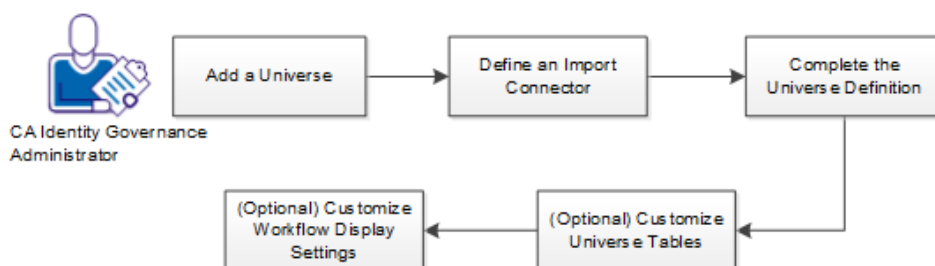 CA Identity Governance
Administrator
Add a Universe
Define an Import
Connector
Complete the
Universe Definition
(Optional) Customize
Universe Tables
(Optional) Customize
Workflow Display
Settings